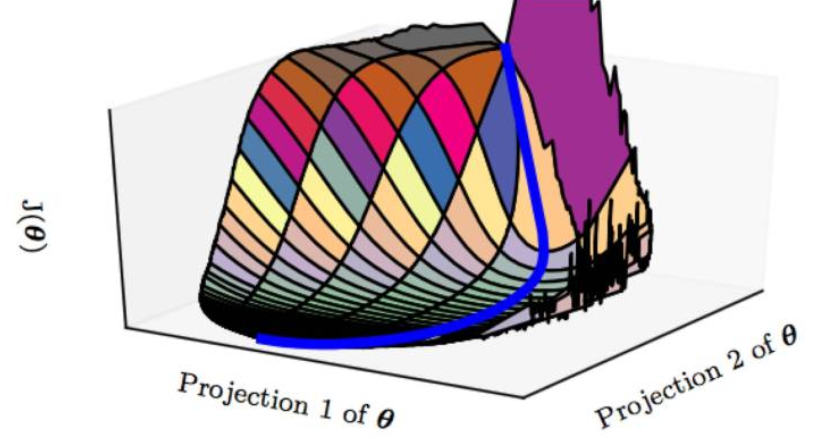 J(θ)
Projection 1 of θ
Projection 2 of θ